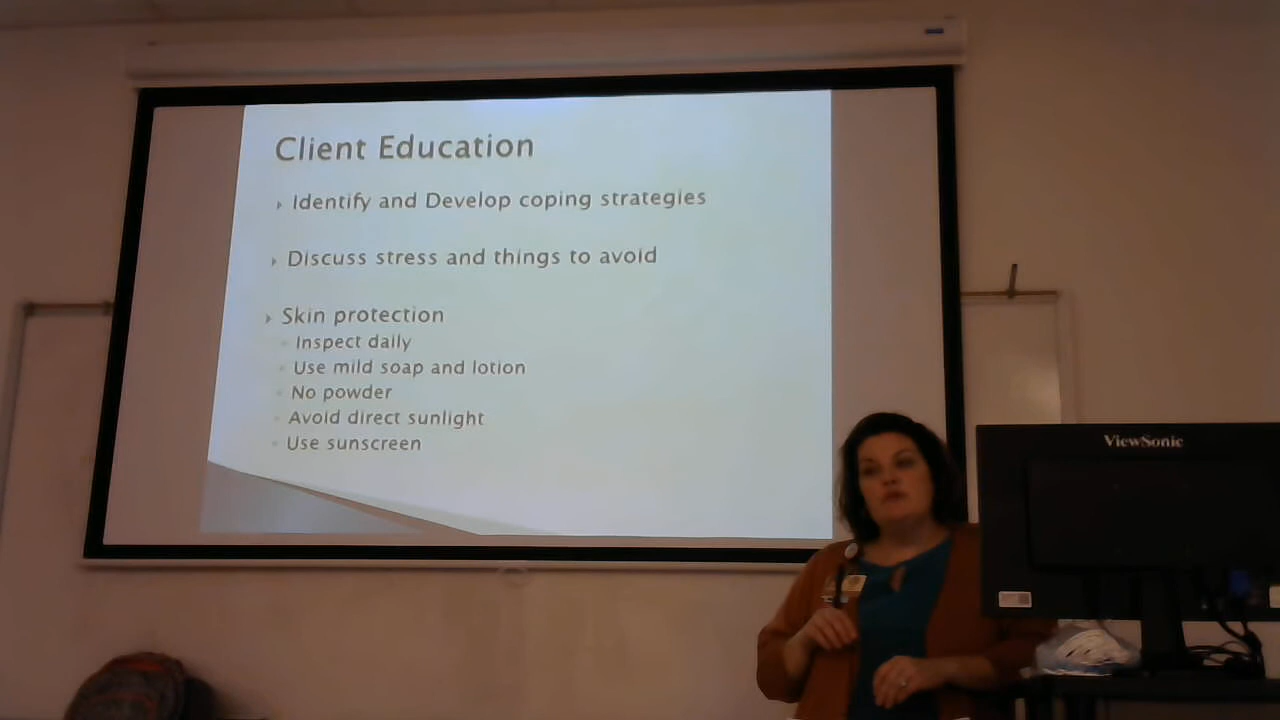 Client Education
Identify and Develop coping strategies
Discuss stress and things to avoid
Skin protection
Inspect daily
Use mild soap and lotion
No powder
Avoid direct sunlight
Use sunscreen
ViewSonic